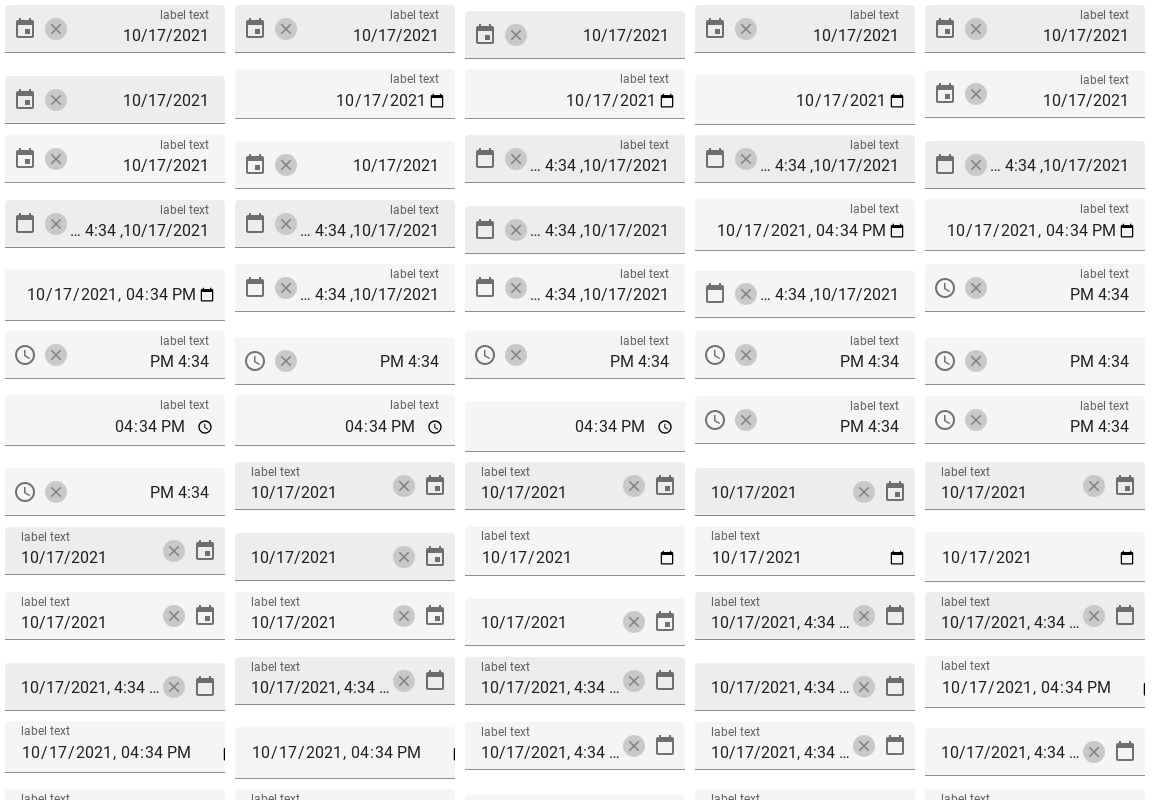 label text
10/17/2021
label text
10/17/2021
10/17/2021
label text
10/17/2021
label text
10/17/2021
10/17/2021
label text
10/17/2021
label text
10/17/2021
10/17/2021
label text
10/17/2021
label text
10/17/2021
10/17/2021
label text
... 4:34 ,10/17/2021
label text
... 4:34 ,10/17/2021
... 4:34 ,10/17/2021
label text
... 4:34 ,10/17/2021
label text
... 4:34 ,10/17/2021
... 4:34 ,10/17/2021
label text
10/17/2021, 04:34 PM
label text
10/17/2021, 04:34 PM
10/17/2021, 04:34 PM
label text
... 4:34 ,10/17/2021
label text
... 4:34 ,10/17/2021
... 4:34 ,10/17/2021
label text
PM 4:34
label text
PM 4:34
PM 4:34
label text
PM 4:34
label text
PM 4:34
PM 4:34
label text
04:34 PM
label text
04:34 PM
04:34 PM
label text
PM 4:34
label text
PM 4:34
PM 4:34
label text
10/17/2021
label text
10/17/2021
10/17/2021
label text
10/17/2021
label text
10/17/2021
10/17/2021
label text
10/17/2021
label text
10/17/2021
10/17/2021
label text
10/17/2021
label text
10/17/2021
10/17/2021
label text
10/17/2021, 4:34 ...
label text
10/17/2021, 4:34 ...
10/17/2021, 4:34 ...
label text
10/17/2021, 4:34 ...
label text
10/17/2021, 4:34 ...
10/17/2021, 4:34 ...
label text
10/17/2021, 04:34 PM
label text
10/17/2021, 04:34 PM
10/17/2021, 04:34 PM
label text
10/17/2021, 4:34 ...
label text
10/17/2021, 4:34 ...
10/17/2021, 4:34 ...
label text
label text
label text
label text